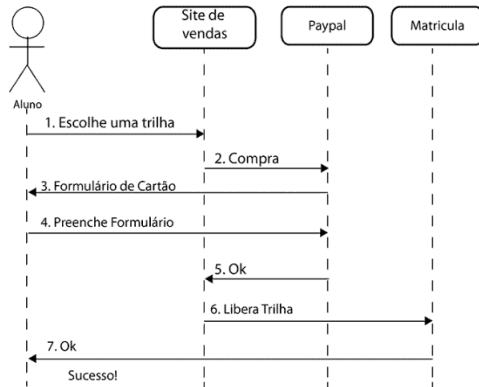 Site de
vendas
Paypal
Matricula
Aluno
1. Escolhe uma trilha
2. Compra
3. Formulário de Cartão
4. Preenche Formulário
5. Ok
6. Libera Trilha
7. Ok
Sucesso!